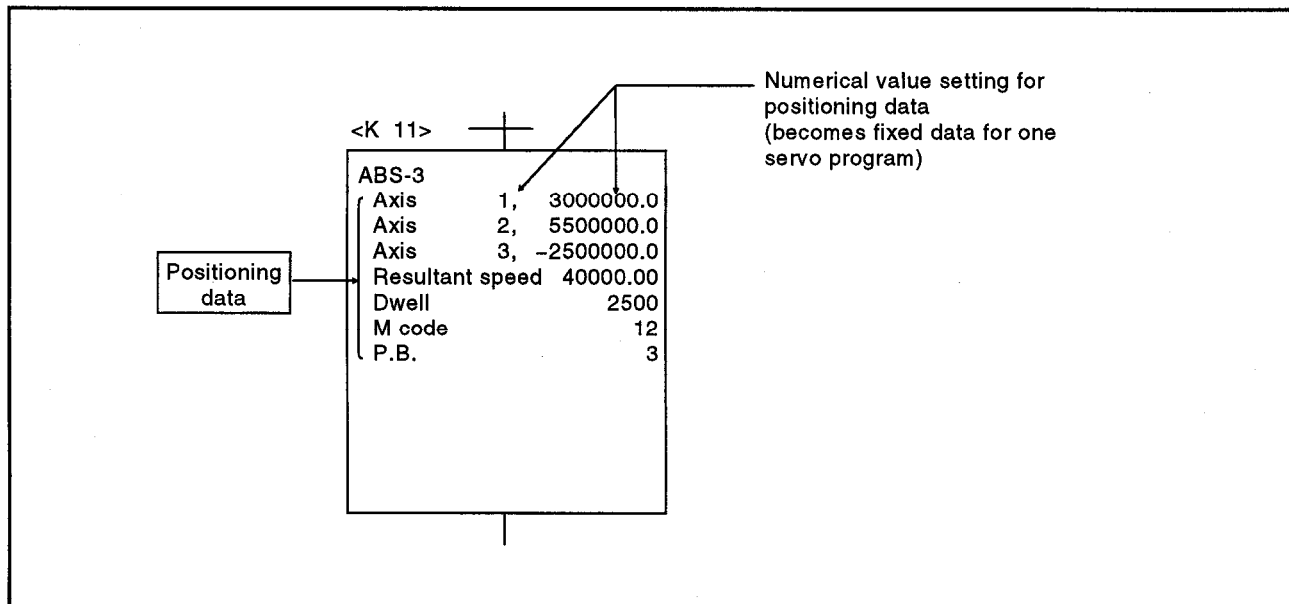 Numerical value setting for
positioning data
(becomes fixed data for one
servo program)
<K 11>
ABS-3
Axis 1, 3000000.0
Axis 2, 5500000.0
Axis 3, −2500000.0
Resultant speed 40000.00
Dwell 2500
M code 12
P.B. 3
Positioning
data